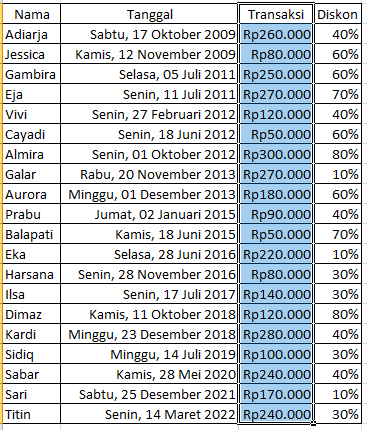 Nama Tanggal Transaksi Diskon
Adiarja Sabtu, 17 Oktober 2009 Rp260.000 40%
Jessica Kamis, 12 November 2009 Rp80.000 60%
Gambira Selasa, 05 Juli 2011 Rp250.000 60%
Eja Senin, 11 Juli 2011 Rp270.000 70%
Vivi Senin, 27 Februari 2012 Rp120.000 40%
Cayadi Senin, 18 Juni 2012 Rp50.000 60%
Almira Senin, 01 Oktober 2012 Rp300.000 80%
Galar Rabu, 20 November 2013 Rp270.000 10%
Aurora Minggu, 01 Desember 2013 Rp180.000 60%
Prabu Jumat, 02 Januari 2015 Rp90.000 40%
Balapati Kamis, 18 Juni 2015 Rp50.000 70%
Eka Selasa, 28 Juni 2016 Rp220.000 10%
Harsana Senin, 28 November 2016 Rp80.000 30%
Ilsa Senin, 17 Juli 2017 Rp140.000 30%
Dimaz Kamis, 11 Oktober 2018 Rp120.000 80%
Kardi Minggu, 23 Desember 2018 Rp280.000 40%
Sidiq Minggu, 14 Juli 2019 Rp100.000 30%
Sabar Kamis, 28 Mei 2020 Rp240.000 40%
Sari Sabtu, 25 Desember 2021 Rp170.000 10%
Titin Senin, 14 Maret 2022 Rp240.000 30%